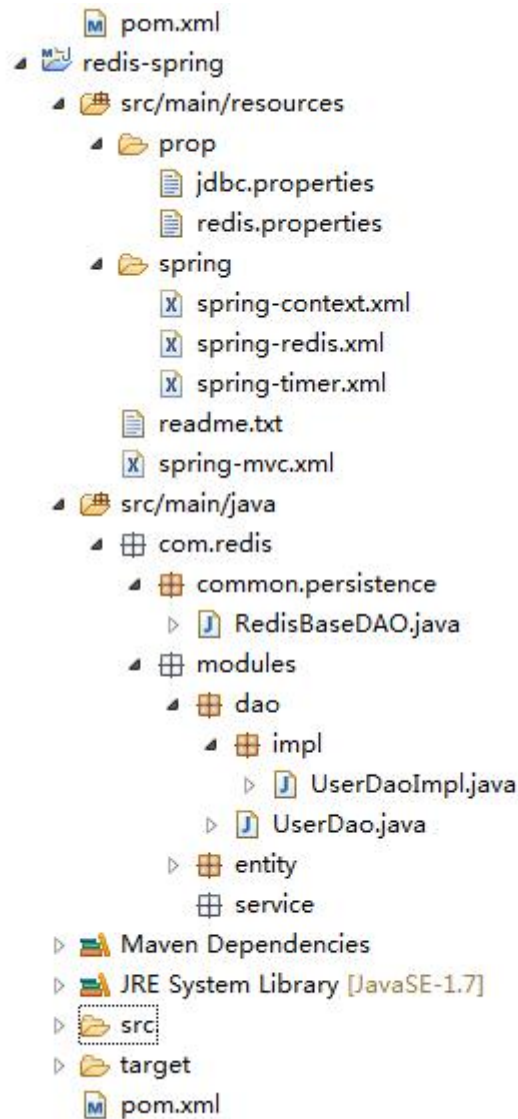 pom.xml
redis-spring
src/main/resources
prop
jdbc.properties
redis.properties
spring
spring-context.xml
spring-redis.xml
spring-timer.xml
readme.txt
spring-mvc.xml
src/main/java
com.redis
common.persistence
RedisBaseDAO.java
modules
dao
impl
UserDaoImpl.java
UserDao.java
entity
service
Maven Dependencies
JRE System Library [JavaSE-1.7]
src
target
pom.xml